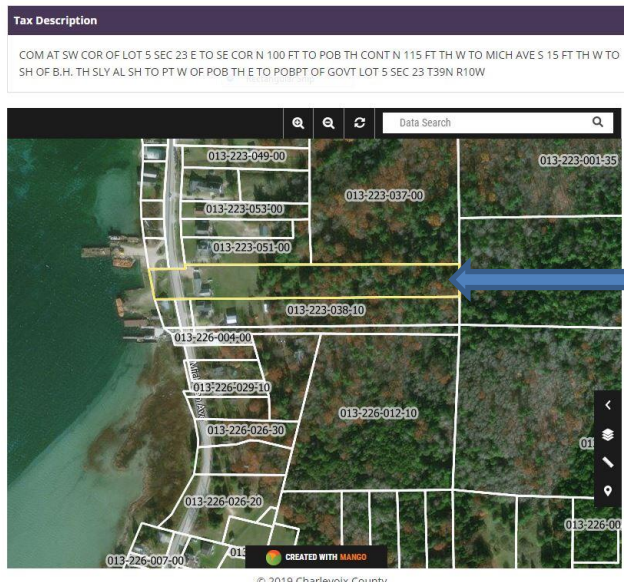 Tax Description
COM AT SW COR OF LOT 5 SEC 23 E TO SE COR N 100 FT TO POB TH CONT N 115 FT TH W TO MICH AVE S 15 FT TH W TO
SH OF B.H. TH SLY AL SH TO PT W OF POB TH E TO POBPT OF GOVT LOT 5 SEC 23 T39N R10W
Data Search
013-223-049-00
013-223-001-35
013-223-037-00
013-223-053-00
013-223-051-00
013-223-038-10
013-226-004-00
013-226-029-10
013-226-012-10
013-226-026-30
01
013-226-026-20
013-226-00
013-226-007-00
013
CREATED WITH MANGO
© 2019 Charlevoix County